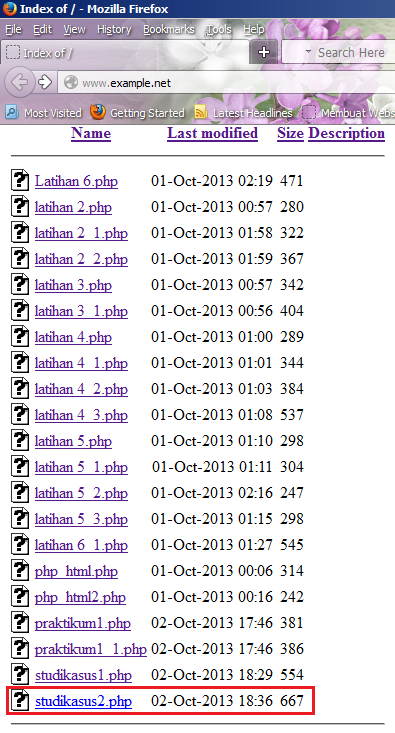 Index of / - Mozilla Firefox
File Edit View History Bookmarks Tools Help
Index of / + Search Here
www.example.net
Most Visited Getting Started Latest Headlines Membuat Webs
Name Last modified Size Description
Latihan 6.php 01-Oct-2013 02:19 471
latihan 2.php 01-Oct-2013 00:57 280
latihan 2_1.php 01-Oct-2013 01:58 322
latihan 2_2.php 01-Oct-2013 01:59 367
latihan 3.php 01-Oct-2013 00:57 342
latihan 3_1.php 01-Oct-2013 00:56 404
latihan 4.php 01-Oct-2013 01:00 289
latihan 4_1.php 01-Oct-2013 01:01 344
latihan 4_2.php 01-Oct-2013 01:03 384
latihan 4_3.php 01-Oct-2013 01:08 537
latihan 5.php 01-Oct-2013 01:10 298
latihan 5_1.php 01-Oct-2013 01:11 304
latihan 5_2.php 01-Oct-2013 02:16 247
latihan 5_3.php 01-Oct-2013 01:15 298
latihan 6_1.php 01-Oct-2013 01:27 545
php_html.php 01-Oct-2013 00:06 314
php_html2.php 01-Oct-2013 00:16 242
praktikum1.php 02-Oct-2013 17:46 381
praktikum1_1.php 02-Oct-2013 17:46 386
studikasus1.php 02-Oct-2013 18:29 554
studikasus2.php 02-Oct-2013 18:36 667